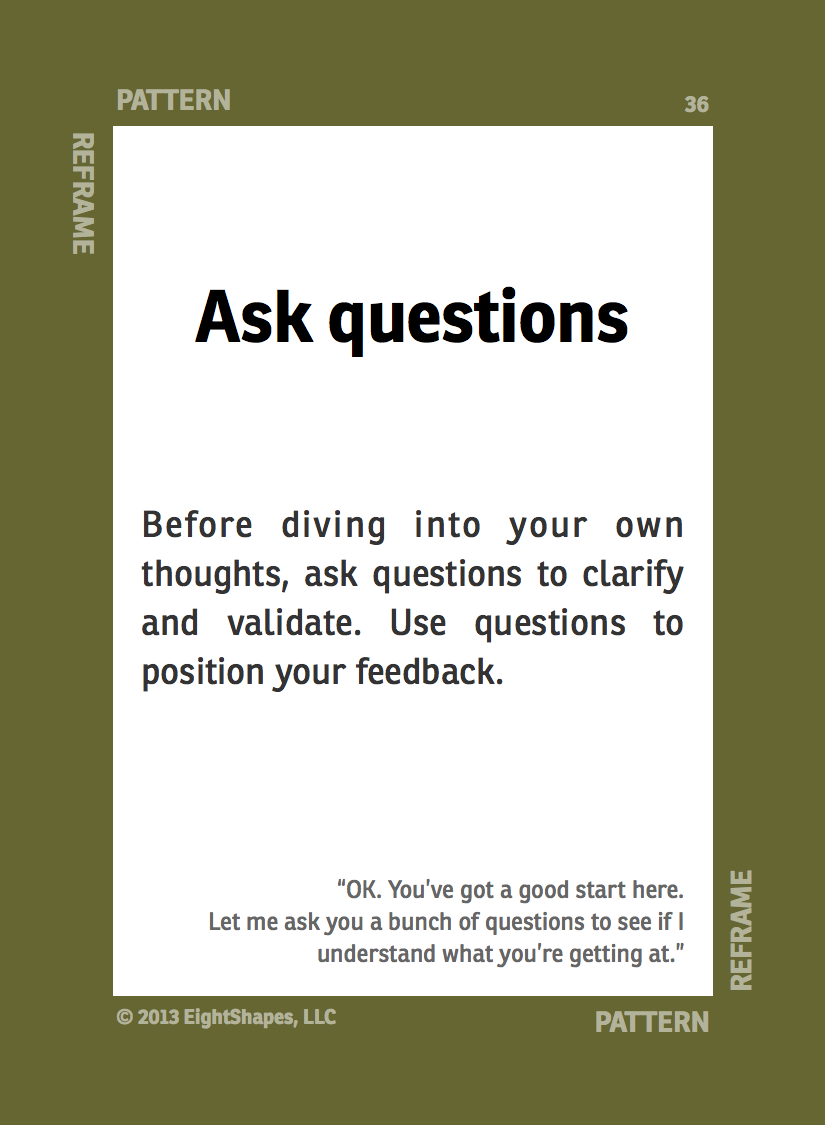 PATTERN
36
REFRAME
Ask questions
Before diving into your own
thoughts, ask questions to clarify
and validate. Use questions to
position your feedback.
“OK. You’ve got a good start here.
Let me ask you a bunch of questions to see if I
understand what you’re getting at.”
REFRAME
© 2013 EightShapes, LLC
PATTERN